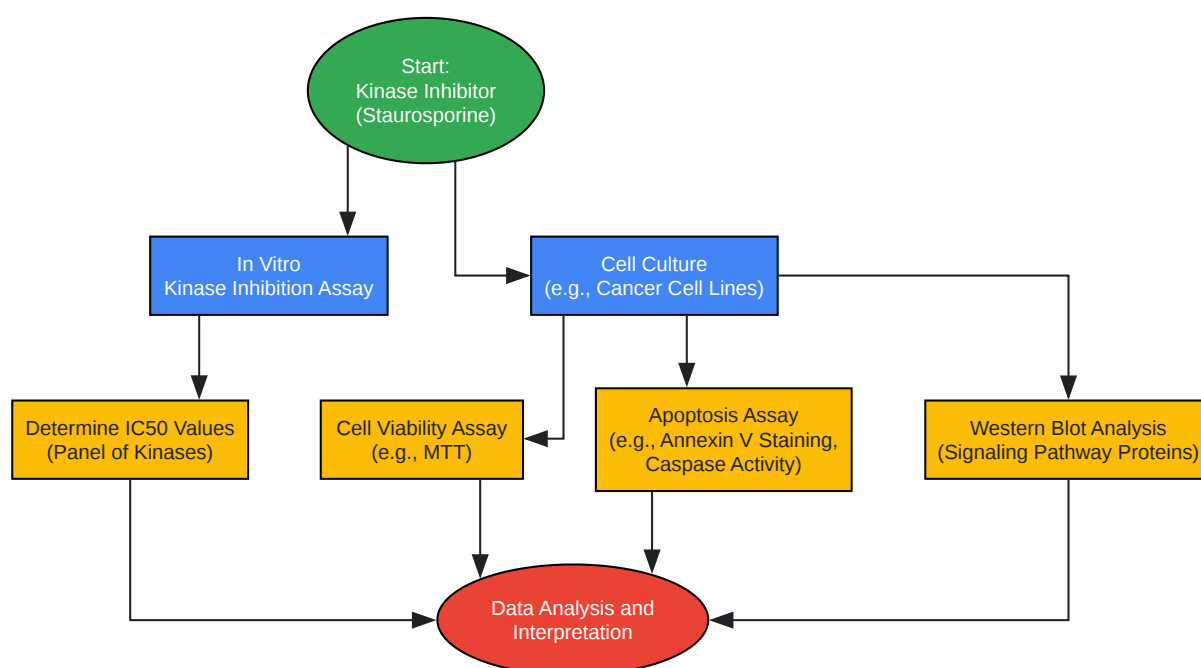 Start:
Kinase Inhibitor
(Staurosporine)
In Vitro
Kinase Inhibition Assay
Cell Culture
(e.g., Cancer Cell Lines)
Determine IC50 Values
(Panel of Kinases)
Cell Viability Assay
(e.g., MTT)
Apoptosis Assay
(e.g., Annexin V Staining,
Caspase Activity)
Western Blot Analysis
(Signaling Pathway Proteins)
Data Analysis and
Interpretation